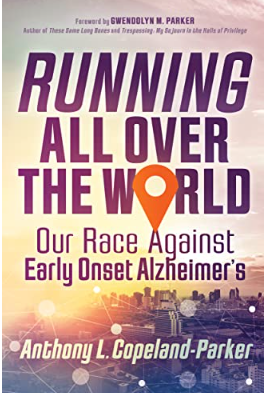 Foreword by GWENDOLYN M. PARKER
Author of These Same Long Bones and Trespassing: My Sojourn in the Halls of Privilege
RUNNING
ALL OVER
THE WORLD
Our Race Against
Early Onset Alzheimer's
Anthony L. Copeland-Parker